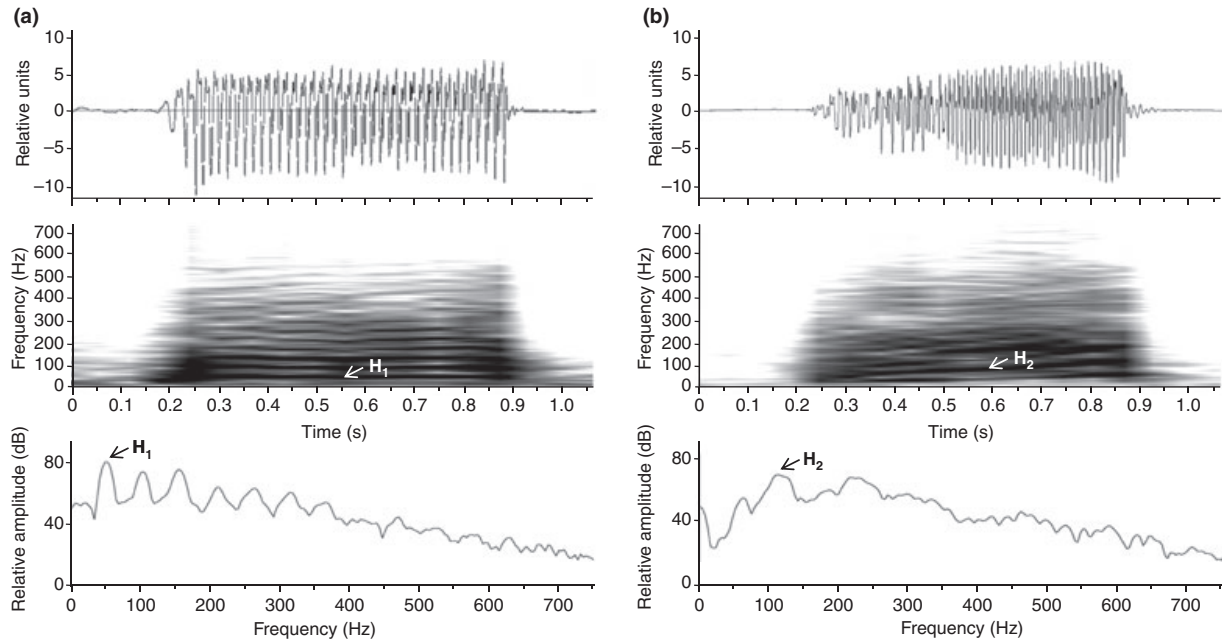 (a)
10
5
0
−5
−10
Relative units
700
600
500
400
300
200
100
0
Frequency (Hz)
H1
0 0.1 0.2 0.3 0.4 0.5 0.6 0.7 0.8 0.9 1.0
Time (s)
80
40
0
Relative amplitude (dB)
H1
0 100 200 300 400 500 600 700
Frequency (Hz)
(b)
10
5
0
−5
−10
Relative units
700
600
500
400
300
200
100
0
Frequency (Hz)
H2
0 0.1 0.2 0.3 0.4 0.5 0.6 0.7 0.8 0.9 1.0
Time (s)
80
40
0
Relative amplitude (dB)
H2
0 100 200 300 400 500 600 700
Frequency (Hz)